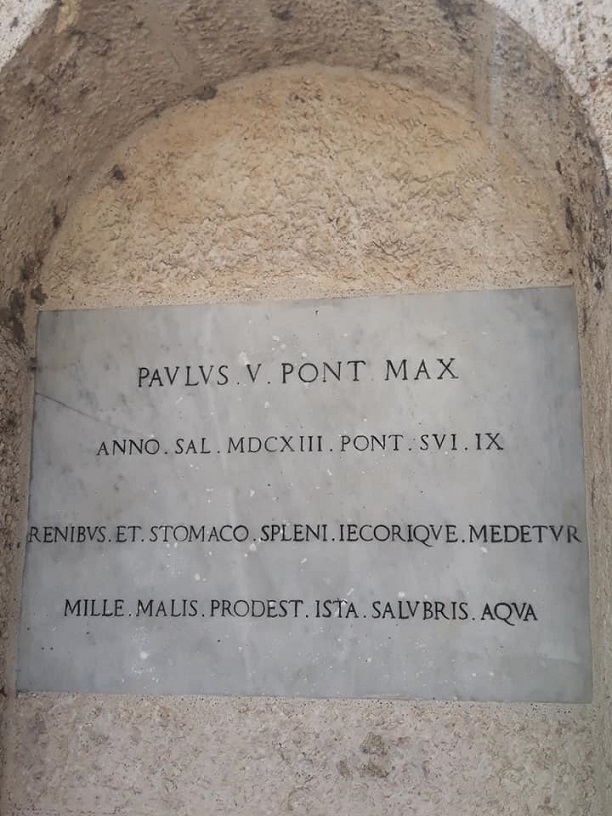 PAVLVS . V . PONT MAX
ANNO . SAL . MDCXIII . PONT . SVI . IX
RENIBVS . ET . STOMACO . SPLENI . IECORIQVE . MEDETVR
MILLE . MALIS . PRODEST . ISTA . SALVBRIS . AQVA